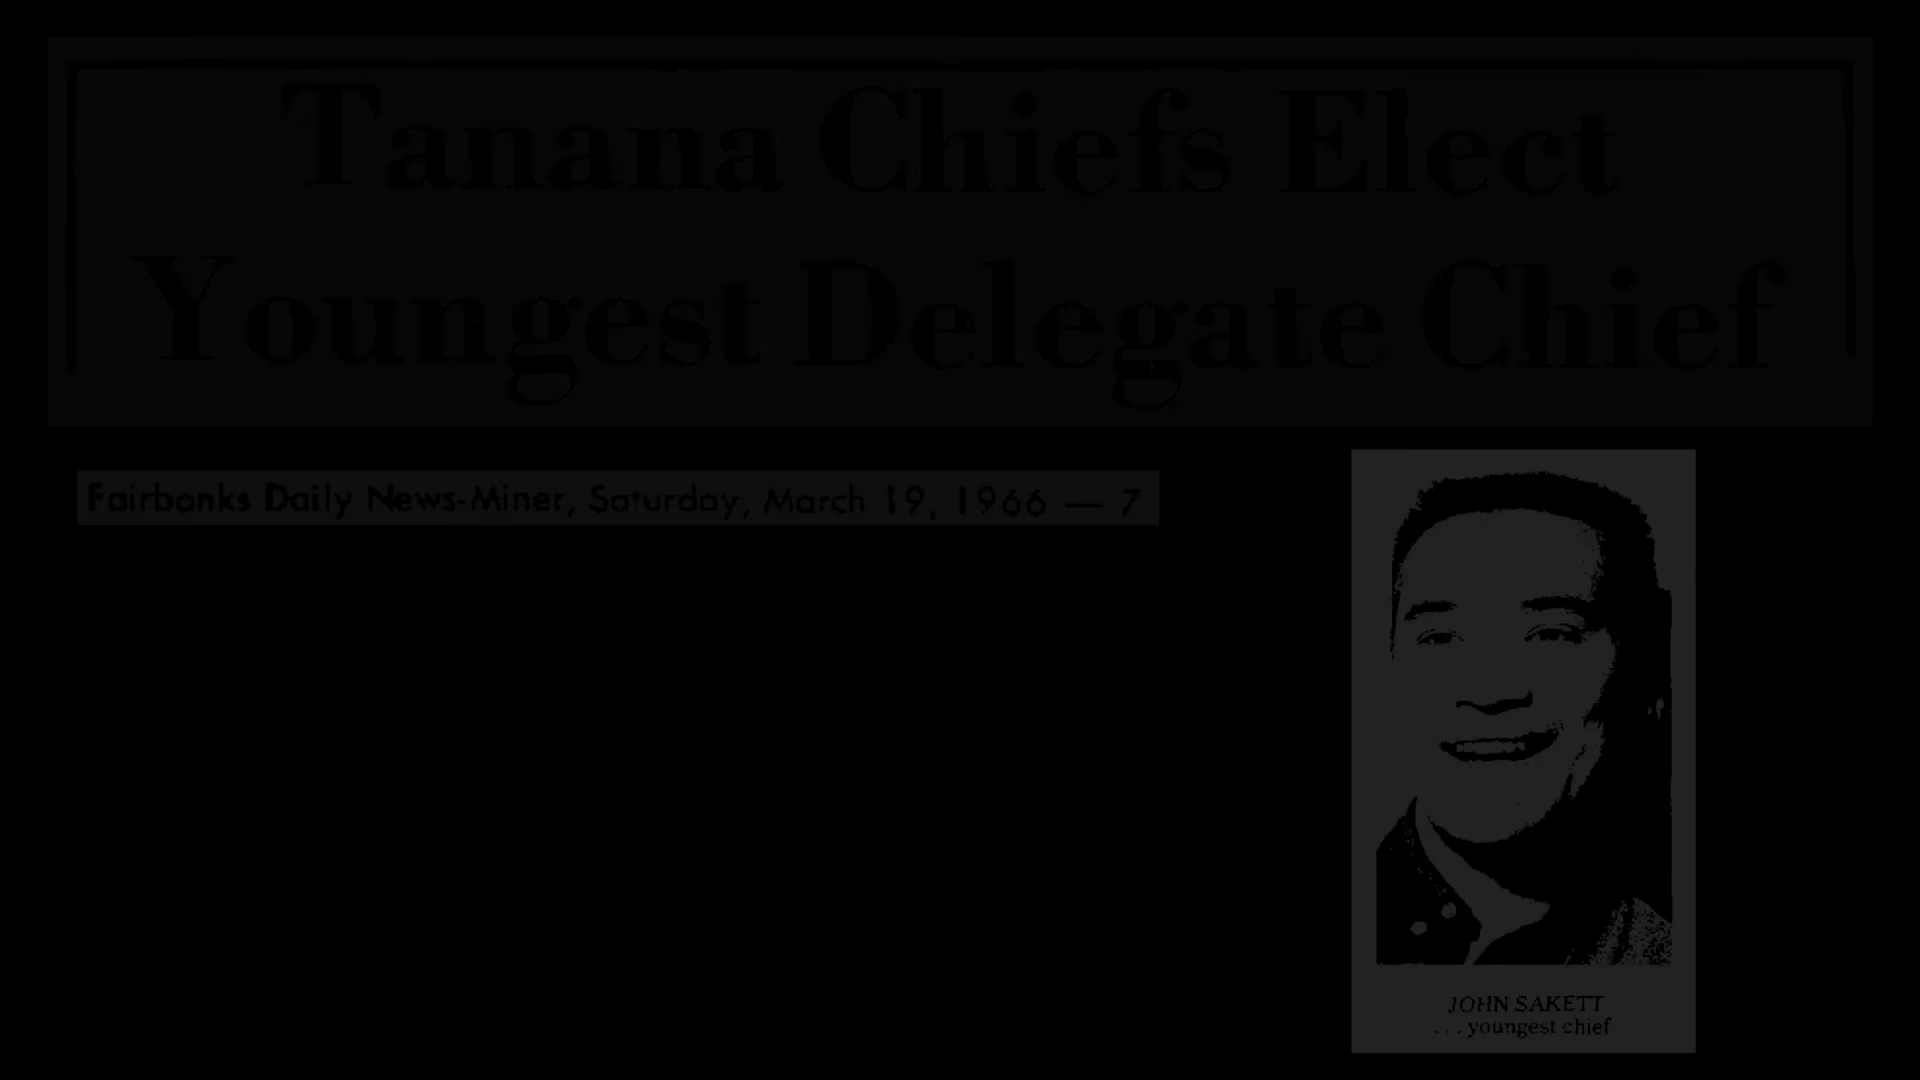 Tanana Chiefs Elect
Youngest Delegate Chief
Fairbanks Daily News-Miner, Saturday, March 19, 1966 — 7
JOHN SAKETT
... youngest chief